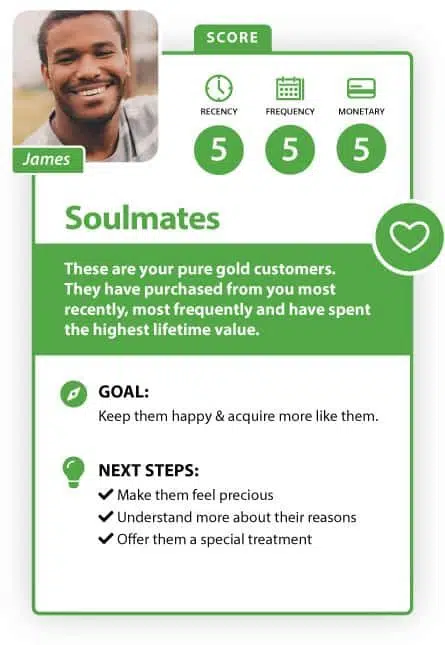 SCORE
RECENCY FREQUENCY MONETARY
5 5 5
James
Soulmates
These are your pure gold customers.
They have purchased from you most
recently, most frequently and have spent
the highest lifetime value.
GOAL:
Keep them happy & acquire more like them.
NEXT STEPS:
Make them feel precious
Understand more about their reasons
Offer them a special treatment